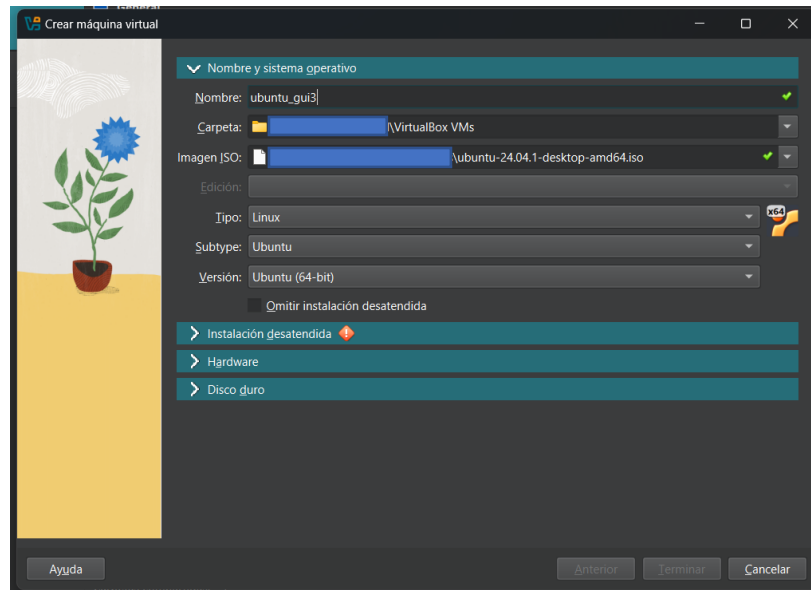 Crear máquina virtual
Nombre y sistema operativo
Nombre: ubuntu_gui3
Carpeta: \VirtualBox VMs
Imagen ISO: \ubuntu-24.04.1-desktop-amd64.iso
Edición:
Tipo: Linux
x64
Subtype: Ubuntu
Versión: Ubuntu (64-bit)
Omitir instalación desatendida
Instalación desatendida
Hardware
Disco duro
Ayuda Anterior Terminar Cancelar